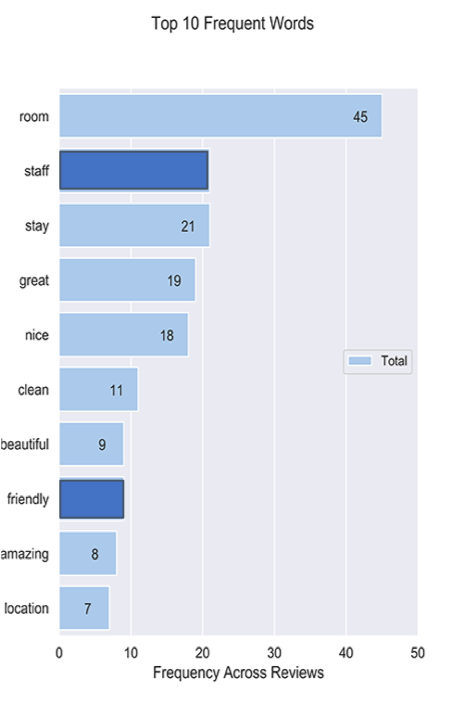 Top 10 Frequent Words
room
45
staff
stay
21
great
19
nice
18
Total
clean
11
beautiful
9
friendly
amazing
8
location
7
0 10 20 30 40 50
Frequency Across Reviews